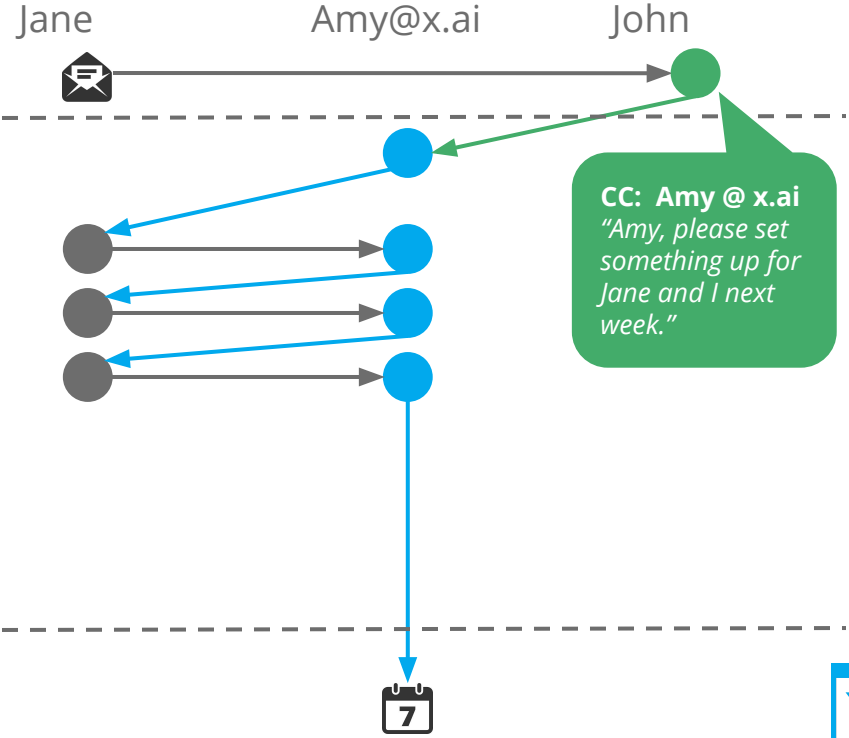 Jane Amy@x.ai John
CC: Amy @ x.ai
“Amy, please set
something up for
Jane and I next
week.”
7